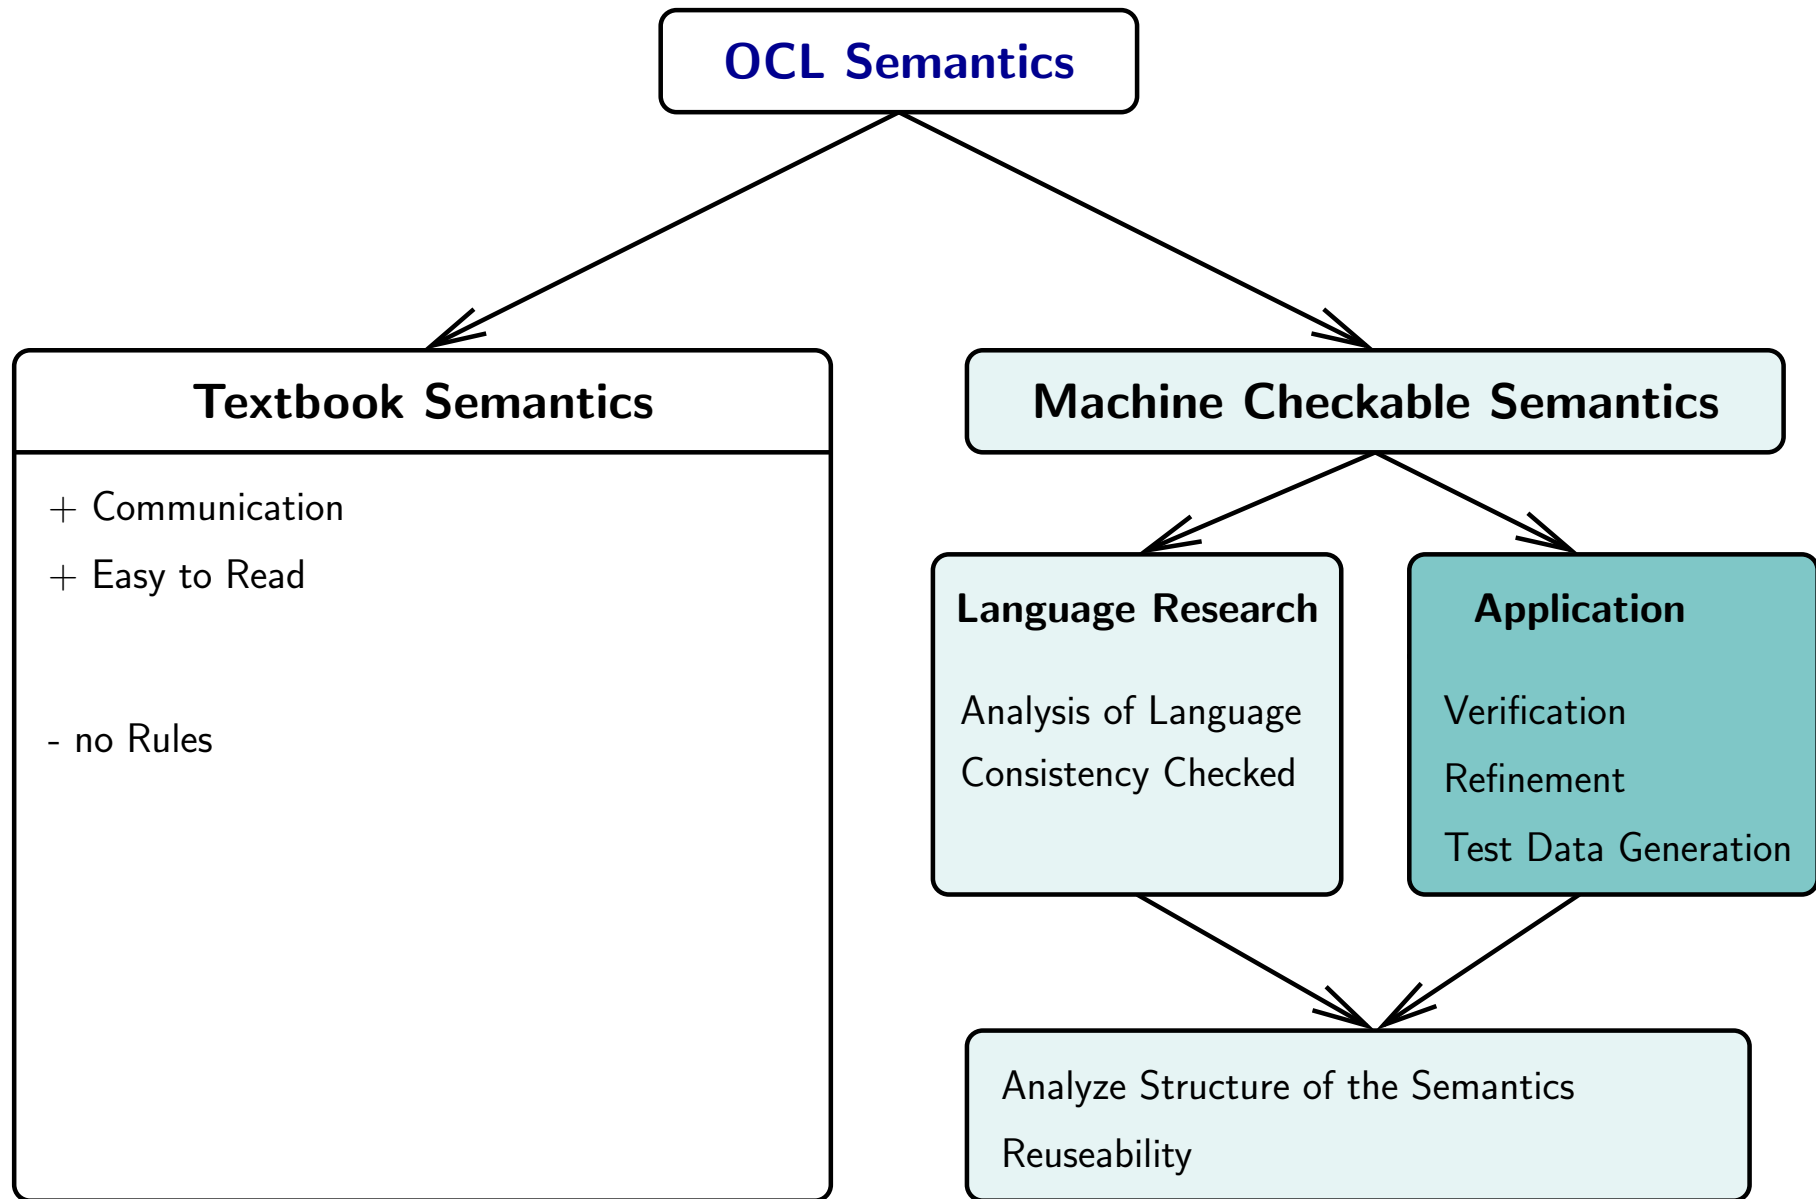 OCL Semantics
Textbook Semantics
+ Communication
+ Easy to Read
- no Rules
Machine Checkable Semantics
Language Research
Analysis of Language
Consistency Checked
Application
Verification
Refinement
Test Data Generation
Analyze Structure of the Semantics
Reuseability